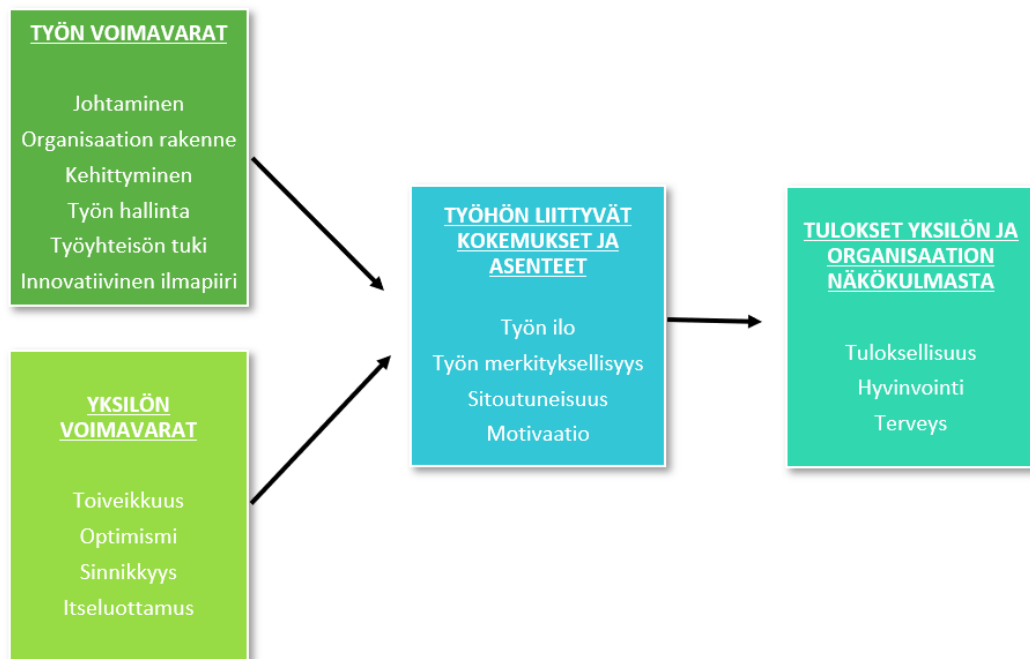 TYÖN VOIMAVARAT
Johtaminen
Organisaation rakenne
Kehittyminen
Työn hallinta
Työyhteisön tuki
Innovatiivinen ilmapiiri
YKSILÖN
VOIMAVARAT
Toiveikkuus
Optimismi
Sinnikkyys
Itseluottamus
TYÖHÖN LIITTYVÄT
KOKEMUKSET JA
ASENTEET
Työn ilo
Työn merkityksellisyys
Sitoutuneisuus
Motivaatio
TULOKSET YKSILÖN JA
ORGANISAATION
NÄKÖKULMASTA
Tuloksellisuus
Hyvinvointi
Terveys